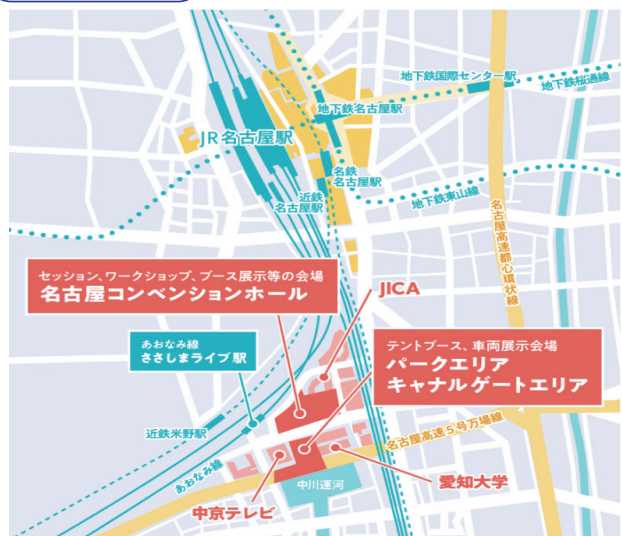 地下鉄国際センター駅
地下鉄桜通線
地下鉄名古屋駅
JR名古屋駅
名鉄
名古屋駅
近鉄
名古屋駅
地下鉄東山線
名古屋高速都心環状線
セッション、ワークショップ、ブース展示等の会場
名古屋コンベンションホール
JICA
あおなみ線
ささしまライブ駅
テントブース、車両展示会場
パークエリア
キャナルゲートエリア
近鉄米野駅
名古屋高速5号万場線
あおなみ線
愛知大学
中川運河
中京テレビ